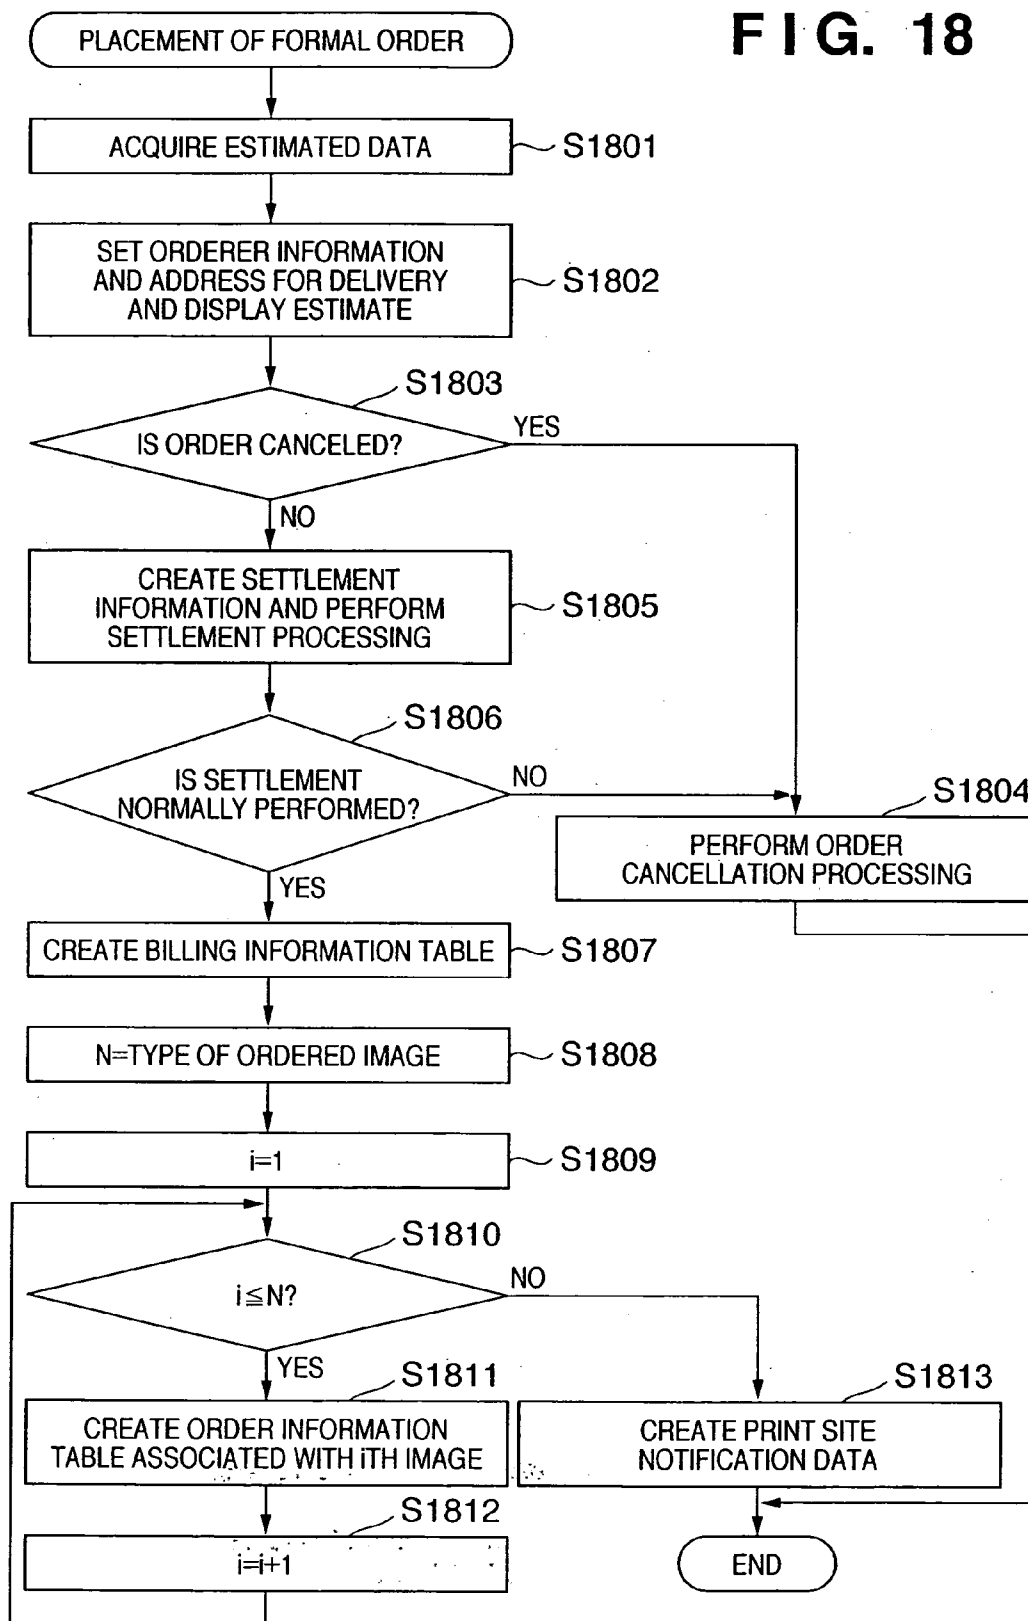 FIG. 18
PLACEMENT OF FORMAL ORDER
ACQUIRE ESTIMATED DATA
S1801
SET ORDERER INFORMATION
AND ADDRESS FOR DELIVERY
AND DISPLAY ESTIMATE
S1802
S1803
IS ORDER CANCELED?
YES
NO
CREATE SETTLEMENT
INFORMATION AND PERFORM
SETTLEMENT PROCESSING
S1805
S1806
IS SETTLEMENT
NORMALLY PERFORMED?
NO
YES
S1804
PERFORM ORDER
CANCELLATION PROCESSING
CREATE BILLING INFORMATION TABLE
S1807
N=TYPE OF ORDERED IMAGE
S1808
i=1
S1809
S1810
i≦N?
NO
YES
S1811
CREATE ORDER INFORMATION
TABLE ASSOCIATED WITH iTH IMAGE
S1813
CREATE PRINT SITE
NOTIFICATION DATA
S1812
i=i+1
END